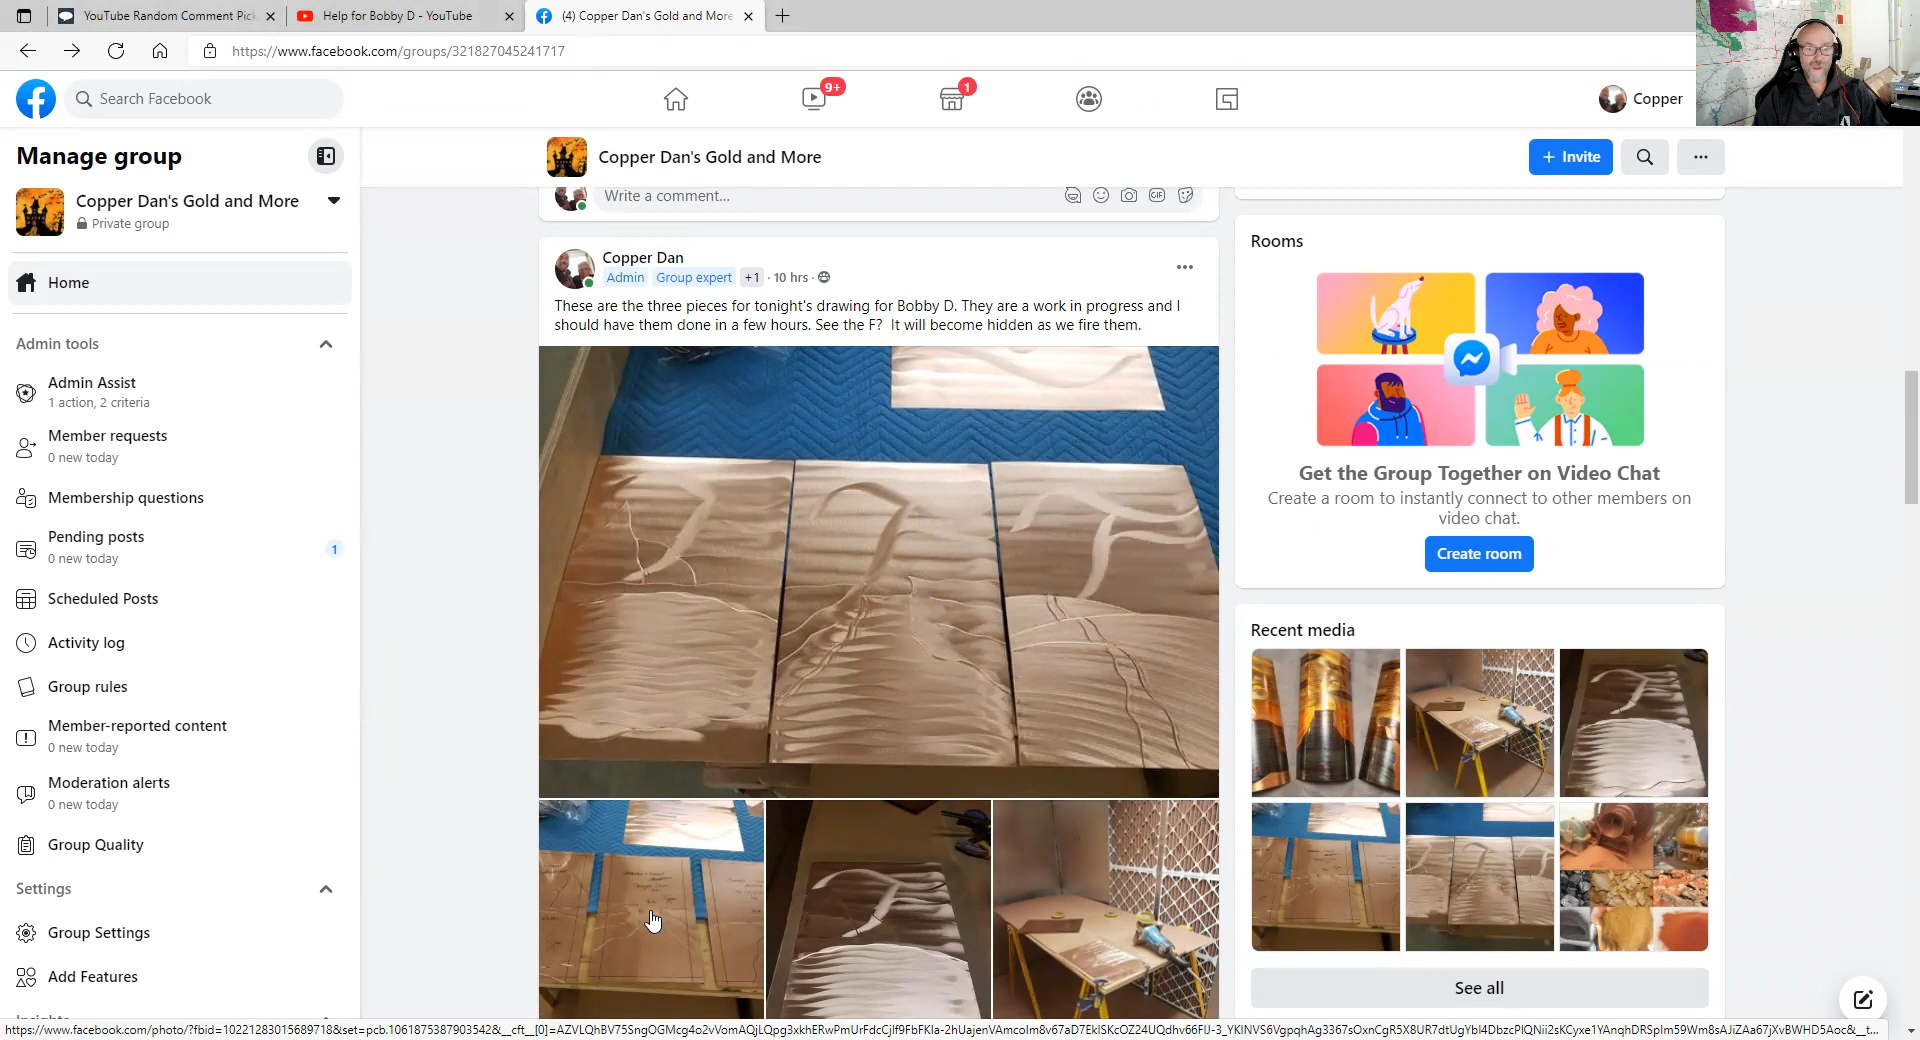 YouTube Random Comment Pic
Help for Bobby D - YouTube
(4) Copper Dan's Gold and More
https://www.facebook.com/groups/321827045241717
Search Facebook
9+
1
Copper
Manage group
Copper Dan's Gold and More
Private group
Home
Admin tools
Admin Assist
1 action, 2 criteria
Member requests
0 new today
Membership questions
Pending posts
0 new today
1
Scheduled Posts
Activity log
Group rules
Member-reported content
0 new today
Moderation alerts
0 new today
Group Quality
Settings
Group Settings
Add Features
Copper Dan's Gold and More
+ Invite
Write a comment...
GIF
Copper Dan
Admin Group expert +1 · 10 hrs ·
These are the three pieces for tonight's drawing for Bobby D. They are a work in progress and I
should have them done in a few hours. See the F? It will become hidden as we fire them.
Rooms
Get the Group Together on Video Chat
Create a room to instantly connect to other members on
video chat.
Create room
Recent media
See all